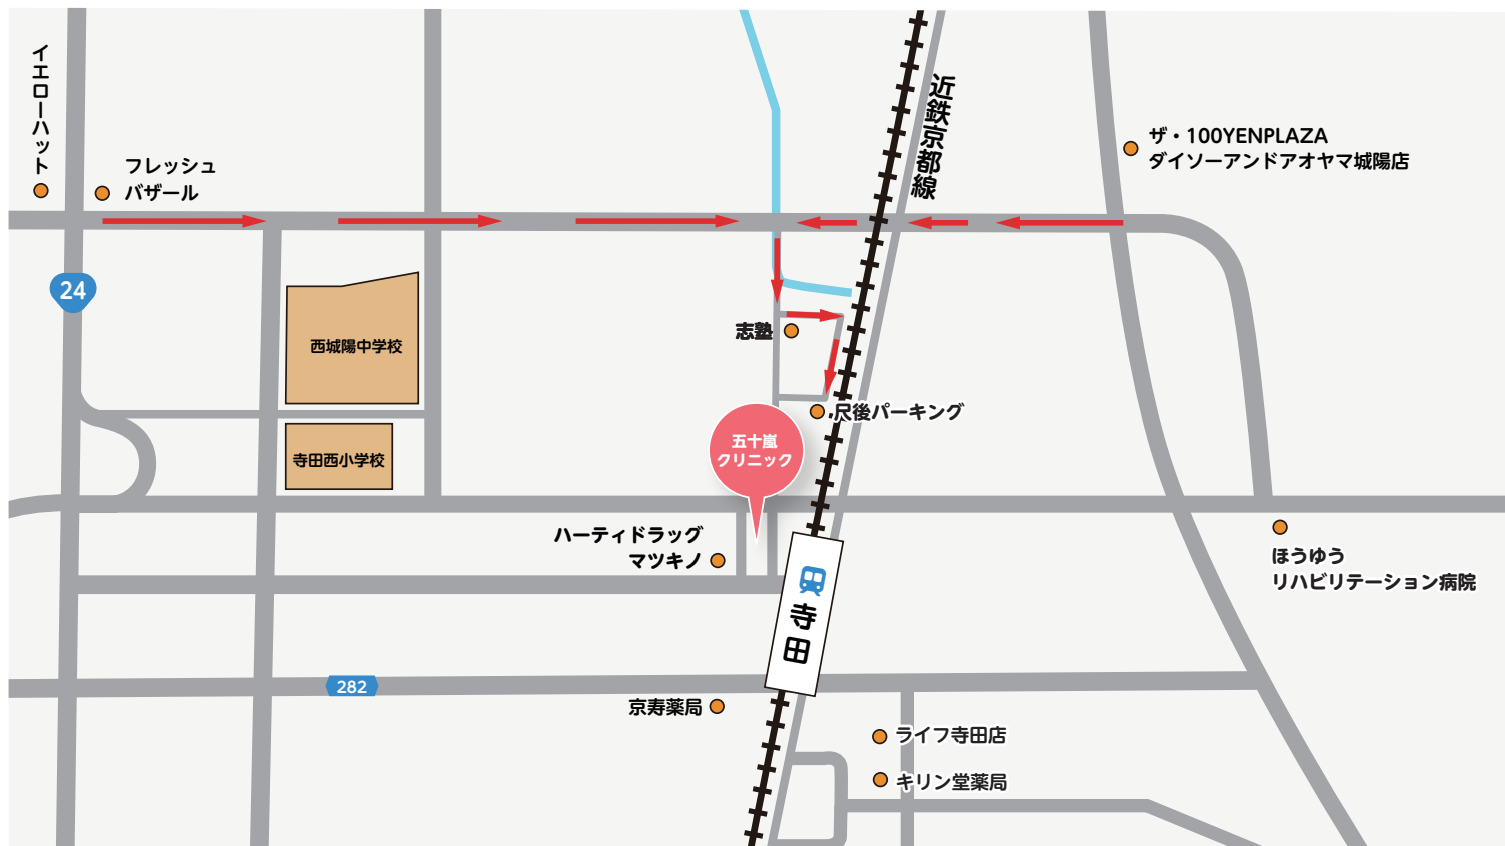 イエローハット
フレッシュ
バザール
近鉄京都線
ザ・100YENPLAZA
ダイソーアンドアオヤマ城陽店
24
西城陽中学校
志塾
尺後パーキング
五十嵐
クリニック
寺田西小学校
ハーティドラッグ
マツキノ
寺田
ほうゆう
リハビリテーション病院
282
京寿薬局
ライフ寺田店
キリン堂薬局